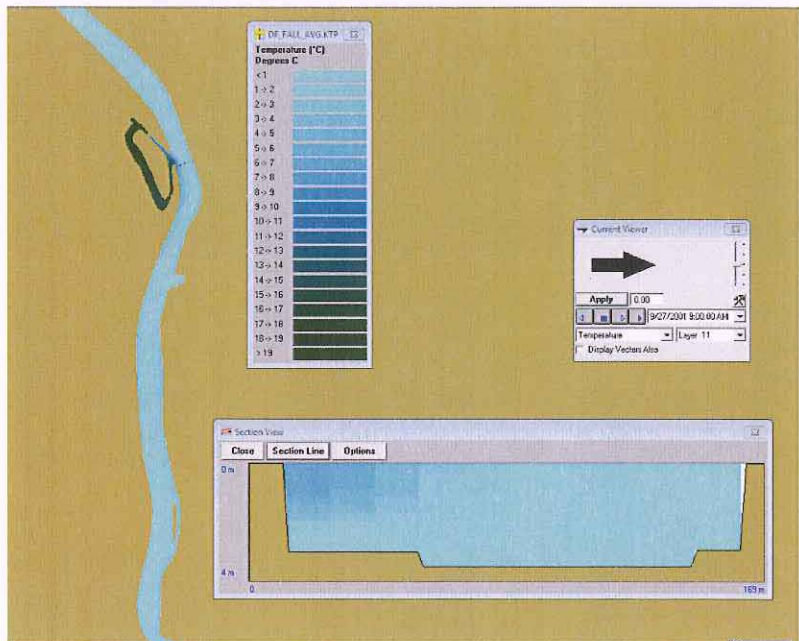 DF_FALL_AVG.KTP
Temperature (°C)
Degrees C
< 1
1 -> 2
2 -> 3
3 -> 4
4 -> 5
5 -> 6
6 -> 7
7 -> 8
8 -> 9
9 -> 10
10 -> 11
11 -> 12
12 -> 13
13 -> 14
14 -> 15
15 -> 16
16 -> 17
17 -> 18
18 -> 19
> 19
Current Viewer
Apply 0.00
9/27/2001 9:00:00 AM
Temperature Layer 11
Display Vectors Also
Section View
Close Section Line Options
0 m
4 m
0 169 m